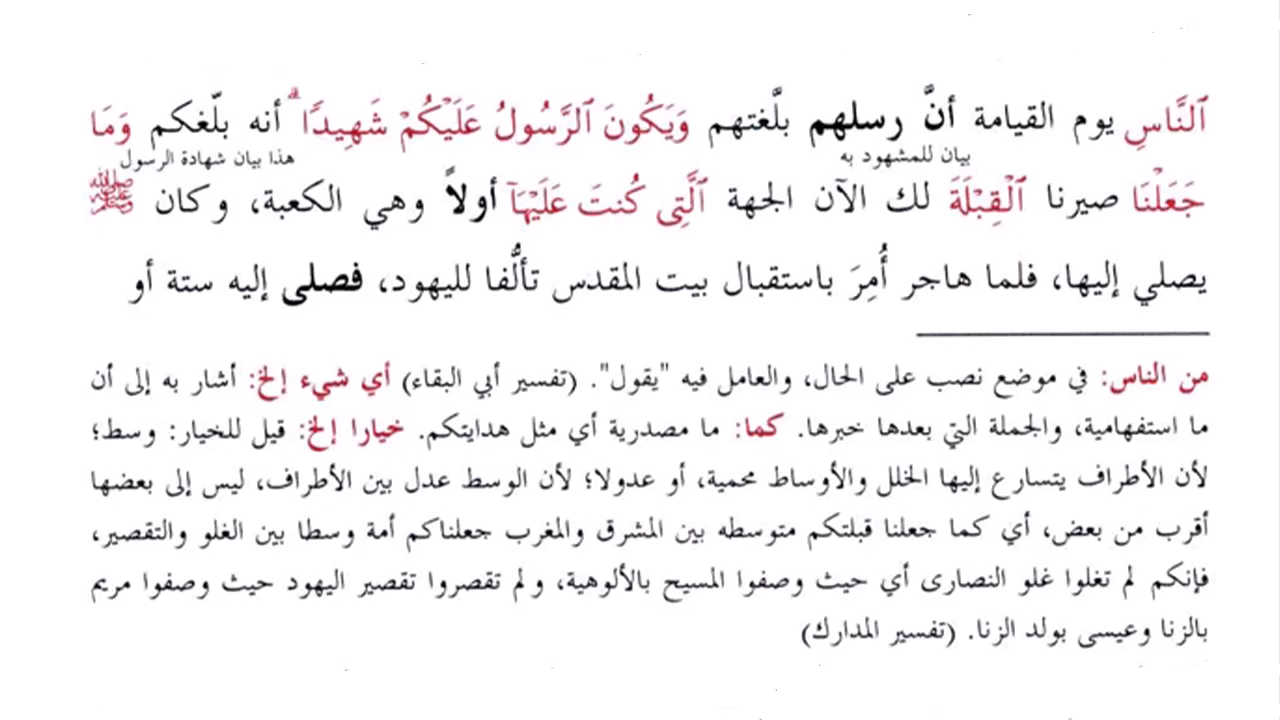 ٱلنَّاسِ يوم القيامة أنَّ رسلهم بلَّغتهم وَيَكُونَ ٱلرَّسُولُ عَلَيْكُمْ شَهِيدًا ۗ أنه بلّغكم وَمَا
بيان للمشهود به هذا بيان شهادة الرسول
جَعَلْنَا صيرنا ٱلْقِبْلَةَ لك الآن الجهة ٱلَّتِى كُنتَ عَلَيْهَآ أولاً وهي الكعبة، وكان ﷺ
يصلي إليها، فلما هاجر أُمِرَ باستقبال بيت المقدس تألُّفا لليهود، فصلى إليه ستة أو
من الناس: في موضع نصب على الحال، والعامل فيه "يقول". (تفسير أبي البقاء) أي شيء إلخ: أشار به إلى أن
ما استفهامية، والجملة التي بعدها خبرها. كما: ما مصدرية أي مثل هدايتكم. خيارا إلخ: قيل للخيار: وسط؛
لأن الأطراف يتسارع إليها الخلل والأوساط محمية، أو عدولا؛ لأن الوسط عدل بين الأطراف، ليس إلى بعضها
أقرب من بعض، أي كما جعلنا قبلتكم متوسطه بين المشرق والمغرب جعلناكم أمة وسطا بين الغلو والتقصير،
فإنكم لم تغلوا غلو النصارى أي حيث وصفوا المسيح بالألوهية، ولم تقصروا تقصير اليهود حيث وصفوا مريم
بالزنا وعيسى بولد الزنا. (تفسير المدارك)